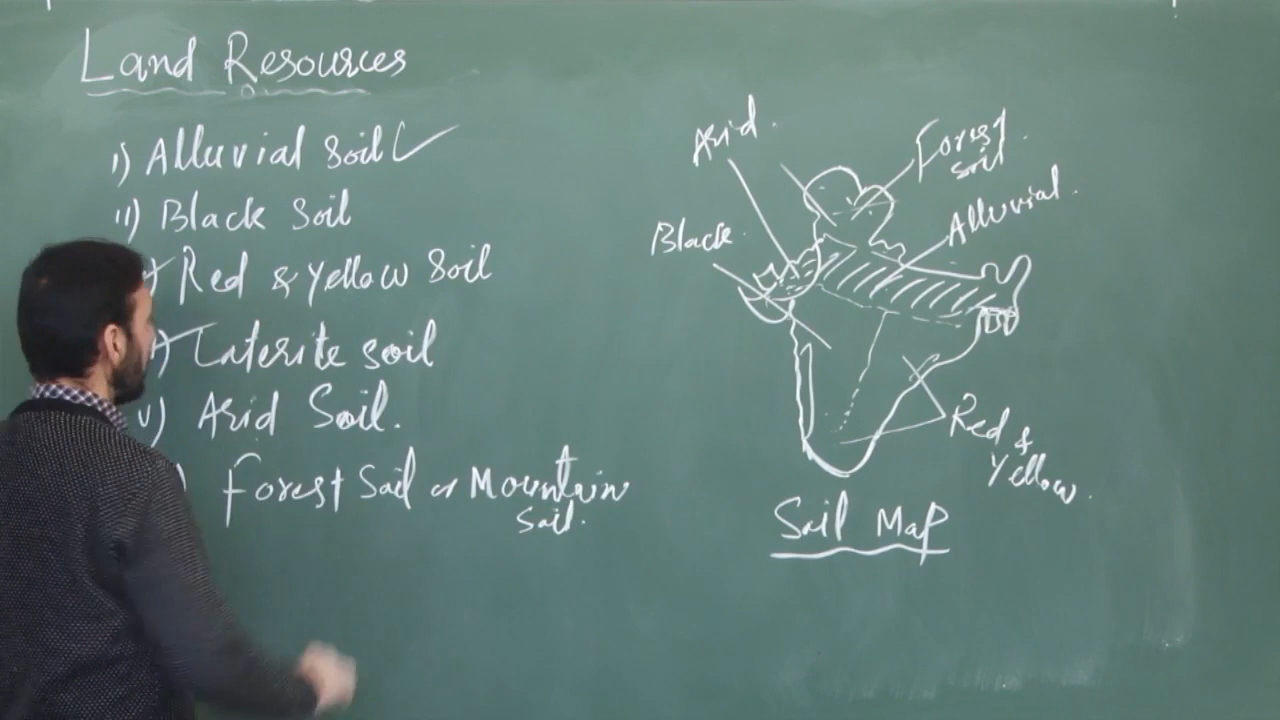 Land Resources
i) Alluvial Soil
ii) Black Soil
Red & Yellow Soil
Laterite Soil
v) Arid Soil.
Forest Soil or Mountain
Soil.
Arid.
Forest
Soil.
Alluvial.
Black.
Red &
Yellow.
Soil Map